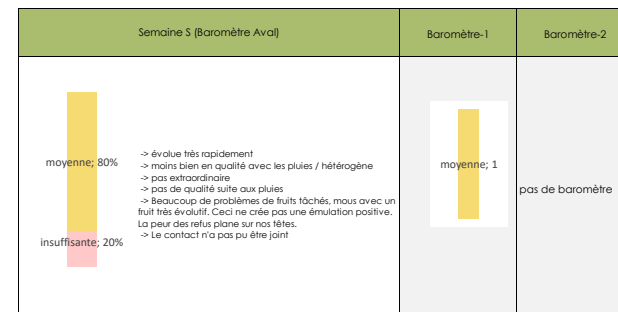 Semaine S (Baromètre Aval)
Baromètre-1
Baromètre-2
moyenne; 80%
insuffisante; 20%
-> évolue très rapidement
-> moins bien en qualité avec les pluies / hétérogène
-> pas extraordinaire
-> pas de qualité suite aux pluies
-> Beaucoup de problèmes de fruits tâchés, mous avec un
fruit très évolutif. Ceci ne crée pas une émulation positive.
La peur des refus plane sur nos têtes.
-> Le contact n'a pas pu être joint
moyenne; 1
pas de baromètre